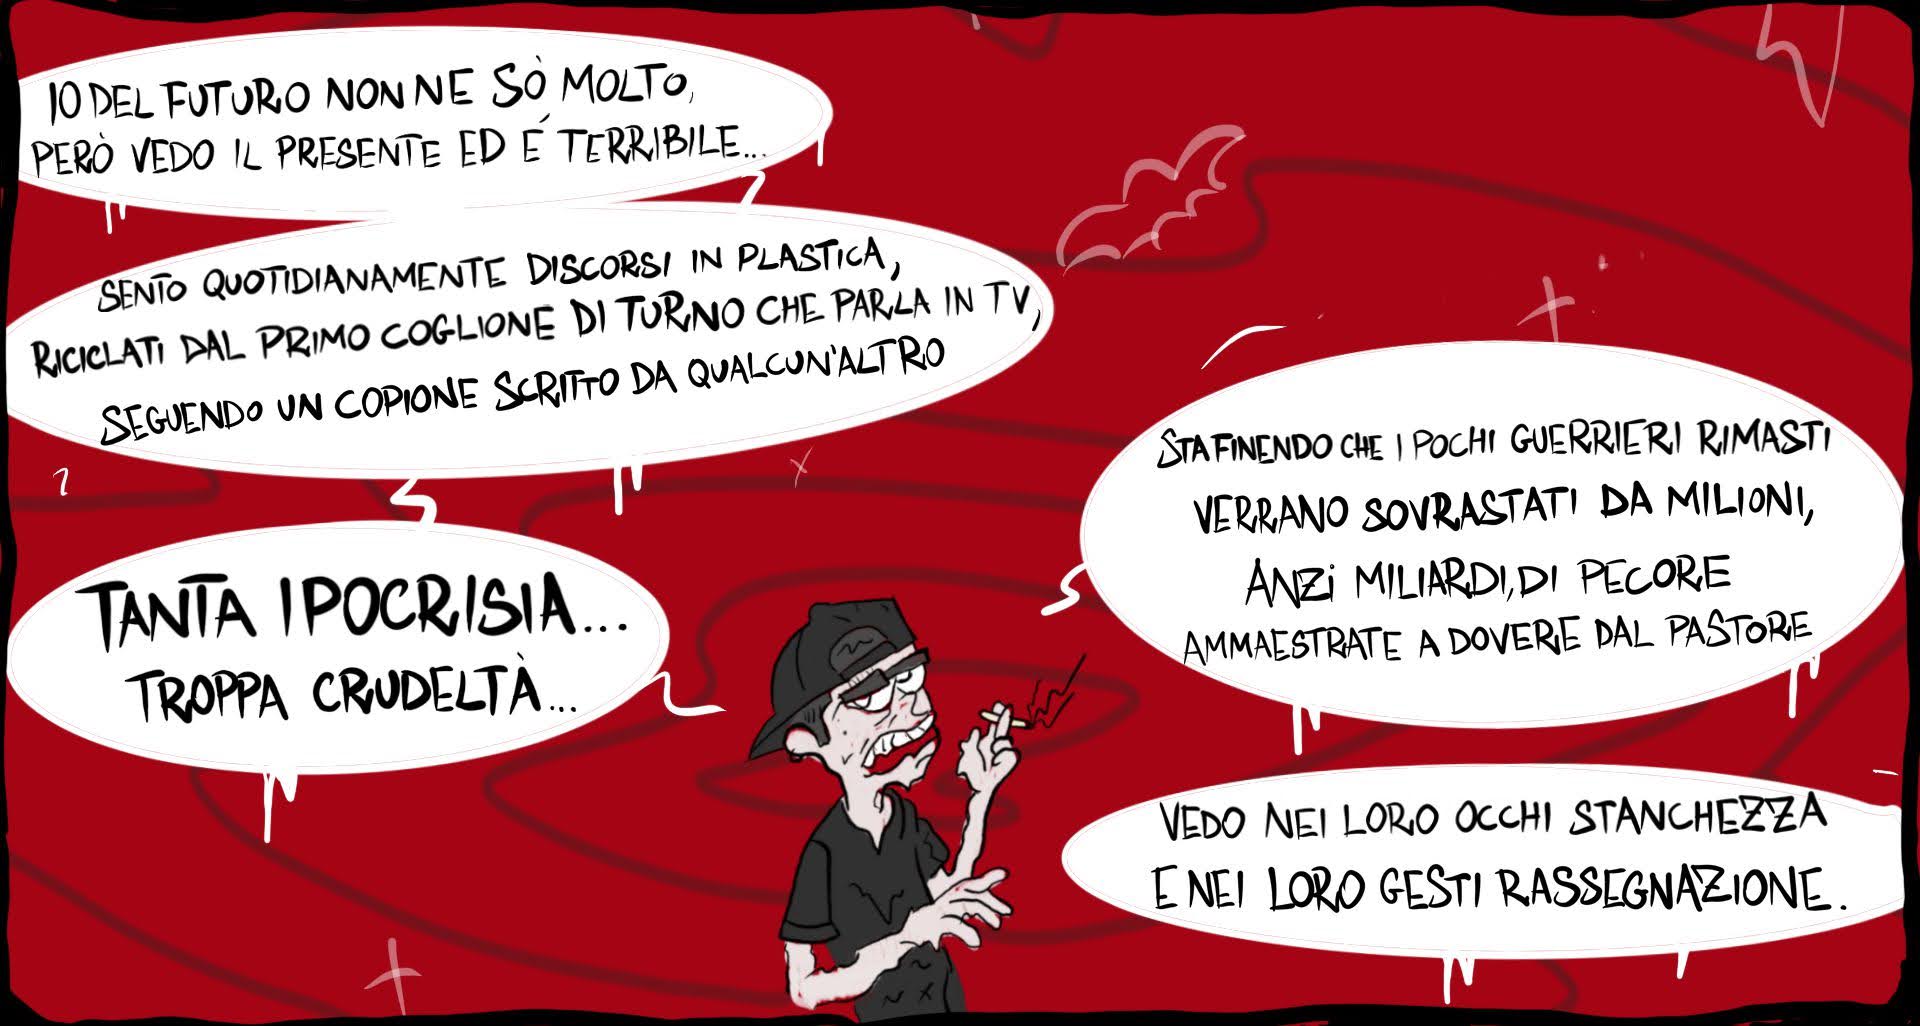 IO DEL FUTURO NON NE SÒ MOLTO,
PERÒ VEDO IL PRESENTE ED É TERRIBILE...
SENTO QUOTIDIANAMENTE DISCORSI IN PLASTICA,
RICICLATI DAL PRIMO COGLIONE DI TURNO CHE PARLA IN TV,
SEGUENDO UN COPIONE SCRITTO DA QUALCUN'ALTRO
TANTA IPOCRISIA...
TROPPA CRUDELTÀ...
STA FINENDO CHE I POCHI GUERRIERI RIMASTI
VERRANO SOVRASTATI DA MILIONI,
ANZI MILIARDI, DI PECORE
AMMAESTRATE A DOVERE DAL PASTORE
VEDO NEI LORO OCCHI STANCHEZZA
E NEI LORO GESTI RASSEGNAZIONE.